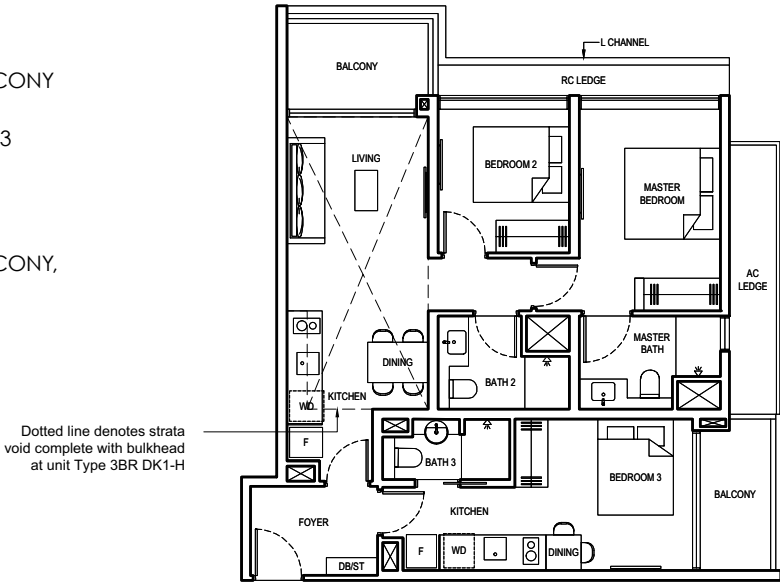 CONY
3
CONY,
L CHANNEL
BALCONY
RC LEDGE
LIVING
BEDROOM 2
MASTER
BEDROOM
AC
LEDGE
DINING
MASTER
BATH
BATH 2
WD
KITCHEN
Dotted line denotes strata
void complete with bulkhead
at unit Type 3BR DK1-H
F
BATH 3
BEDROOM 3
BALCONY
KITCHEN
FOYER
F
WD
DINING
DB/ST